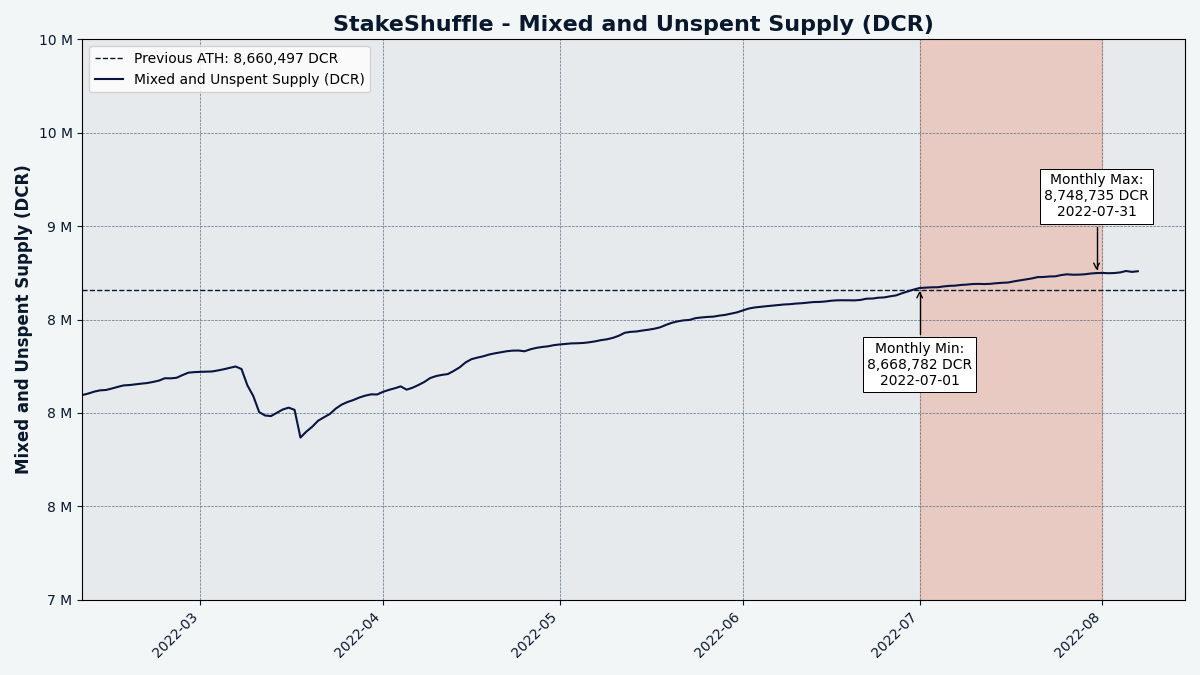 StakeShuffle - Mixed and Unspent Supply (DCR)
Mixed and Unspent Supply (DCR)
10 M
10 M
9 M
8 M
8 M
8 M
7 M
Previous ATH: 8,660,497 DCR
Mixed and Unspent Supply (DCR)
Monthly Max:
8,748,735 DCR
2022-07-31
Monthly Min:
8,668,782 DCR
2022-07-01
2022-03
2022-04
2022-05
2022-06
2022-07
2022-08